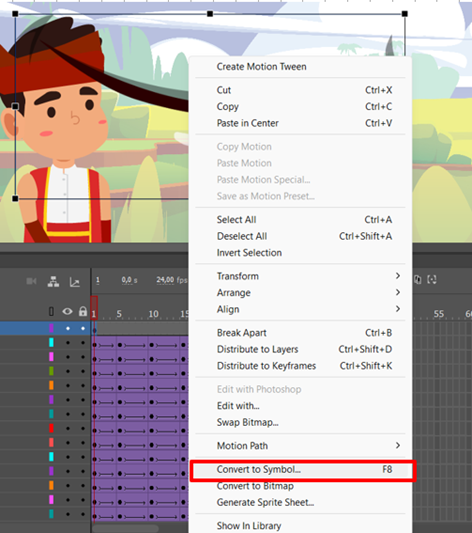 Create Motion Tween
Cut Ctrl+X
Copy Ctrl+C
Paste in Center Ctrl+V
Copy Motion
Paste Motion
Paste Motion Special...
Save as Motion Preset...
Select All Ctrl+A
Deselect All Ctrl+Shift+A
Invert Selection
Transform
Arrange
Align
Break Apart Ctrl+B
Distribute to Layers Ctrl+Shift+D
Distribute to Keyframes Ctrl+Shift+K
Edit with Photoshop
Edit with...
Swap Bitmap...
Motion Path
Convert to Symbol... F8
Convert to Bitmap
Generate Sprite Sheet...
Show In Library
1 0,0 s 24,00 FPS
1 5 10 15 55 60